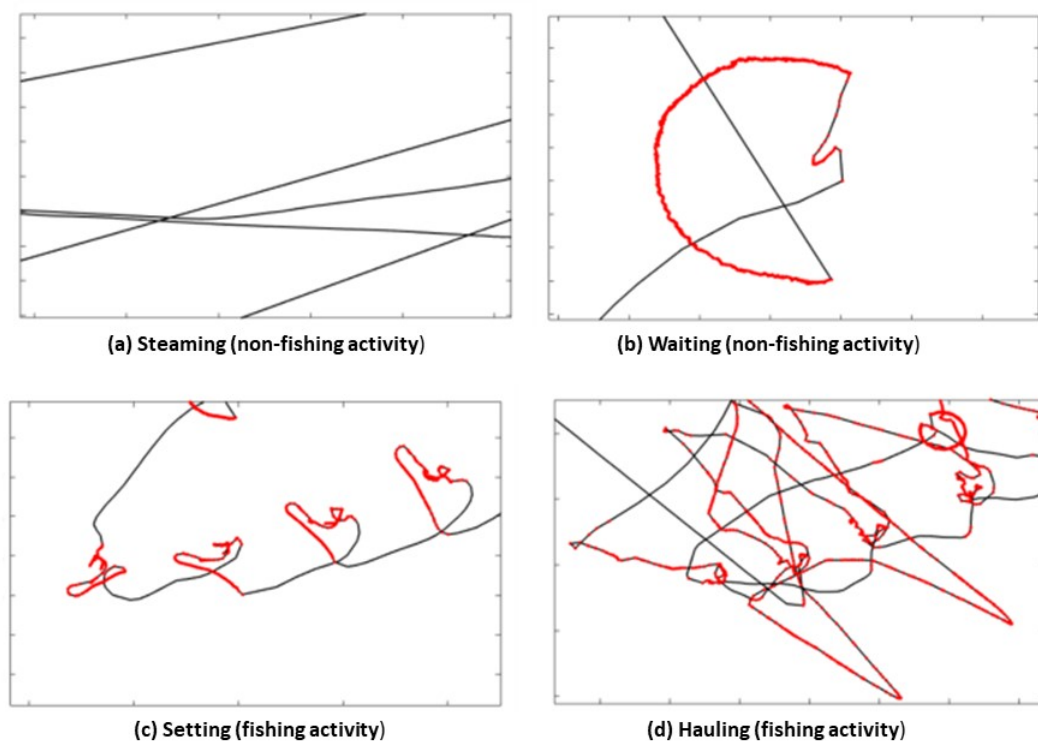 (a) Steaming (non-fishing activity)
(b) Waiting (non-fishing activity)
(c) Setting (fishing activity)
(d) Hauling (fishing activity)